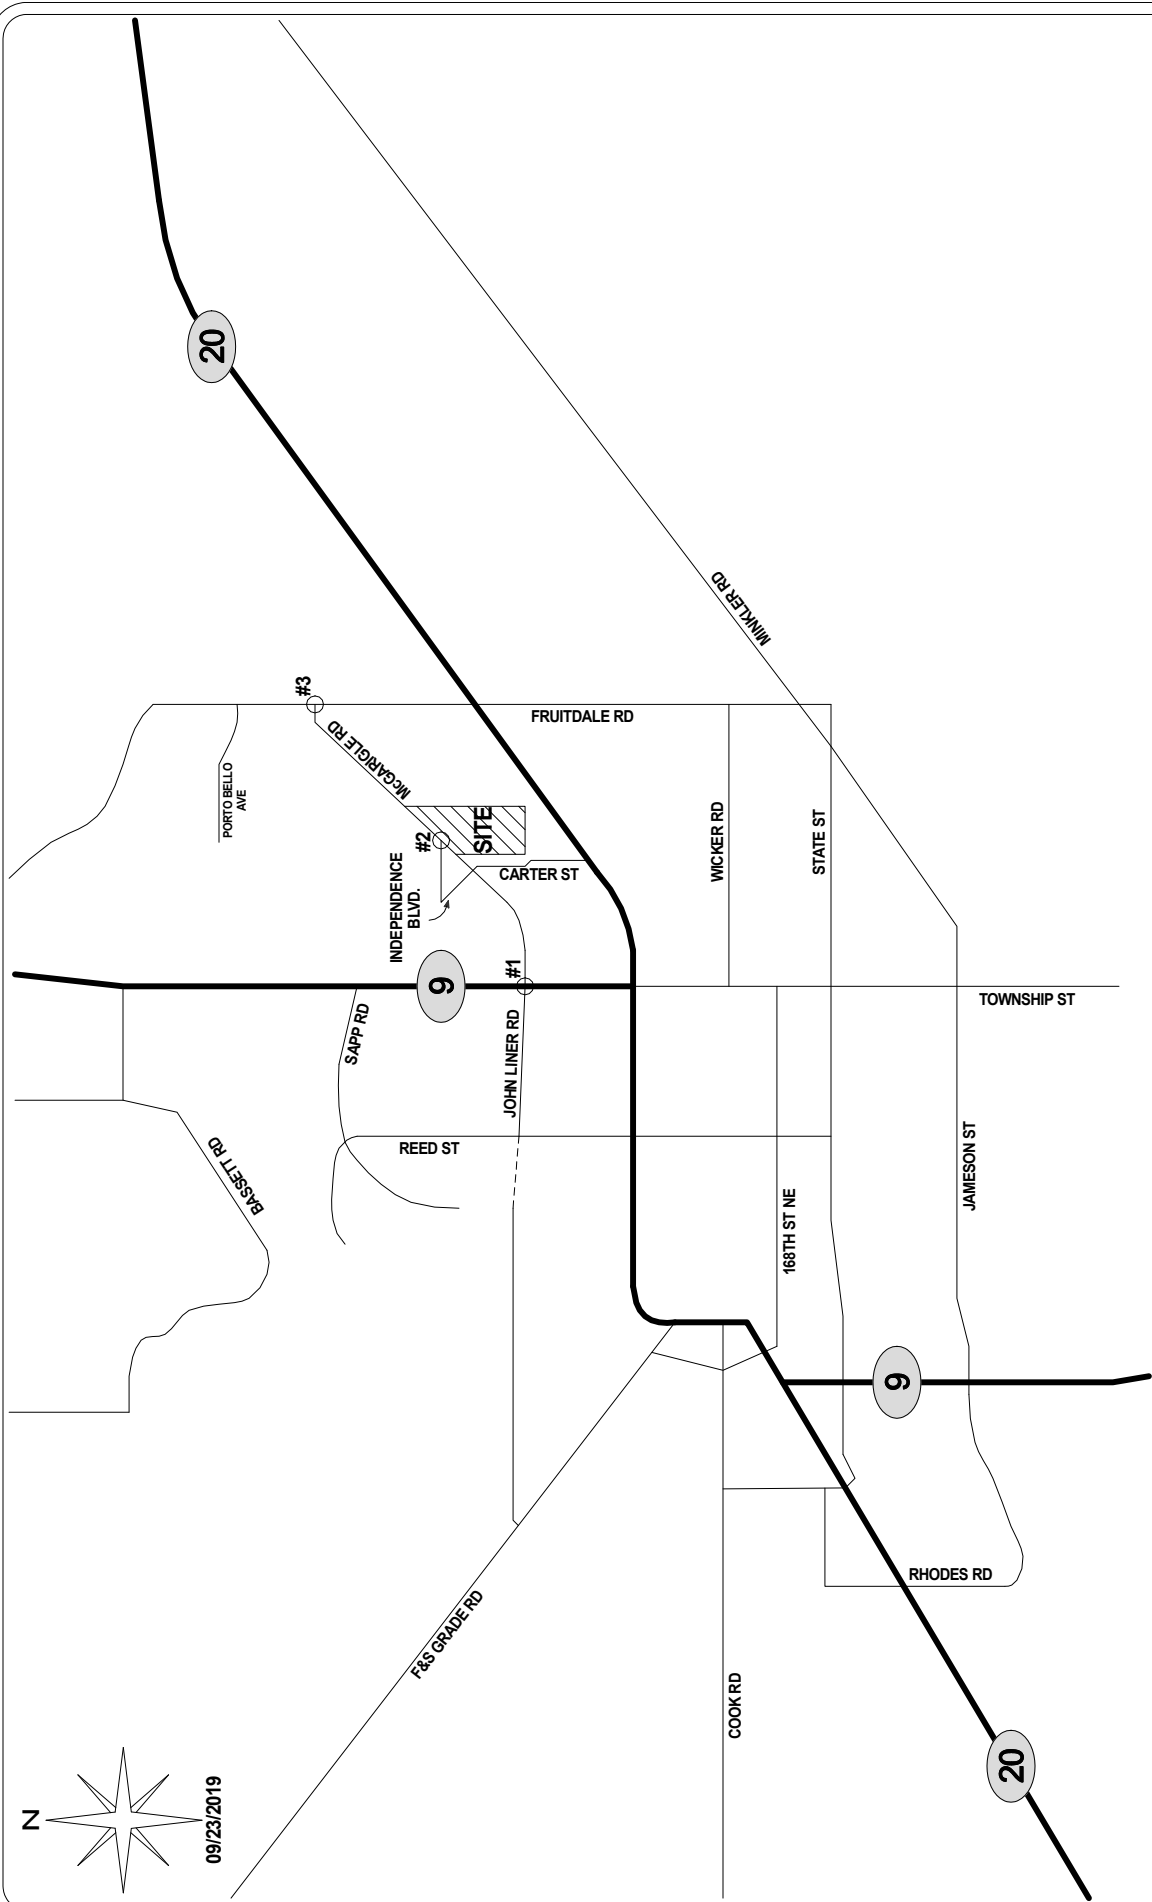 N
09/23/2019
BASSETT RD
PORTO BELLO
AVE
SAPP RD
REED ST
9
INDEPENDENCE
BLVD.
JOHN LINER RD
#1
#2
#3
McGARIGLE RD
SITE
CARTER ST
FRUITDALE RD
20
F&S GRADE RD
COOK RD
WICKER RD
168TH ST NE
STATE ST
MINKLER RD
TOWNSHIP ST
JAMESON ST
9
RHODES RD
20